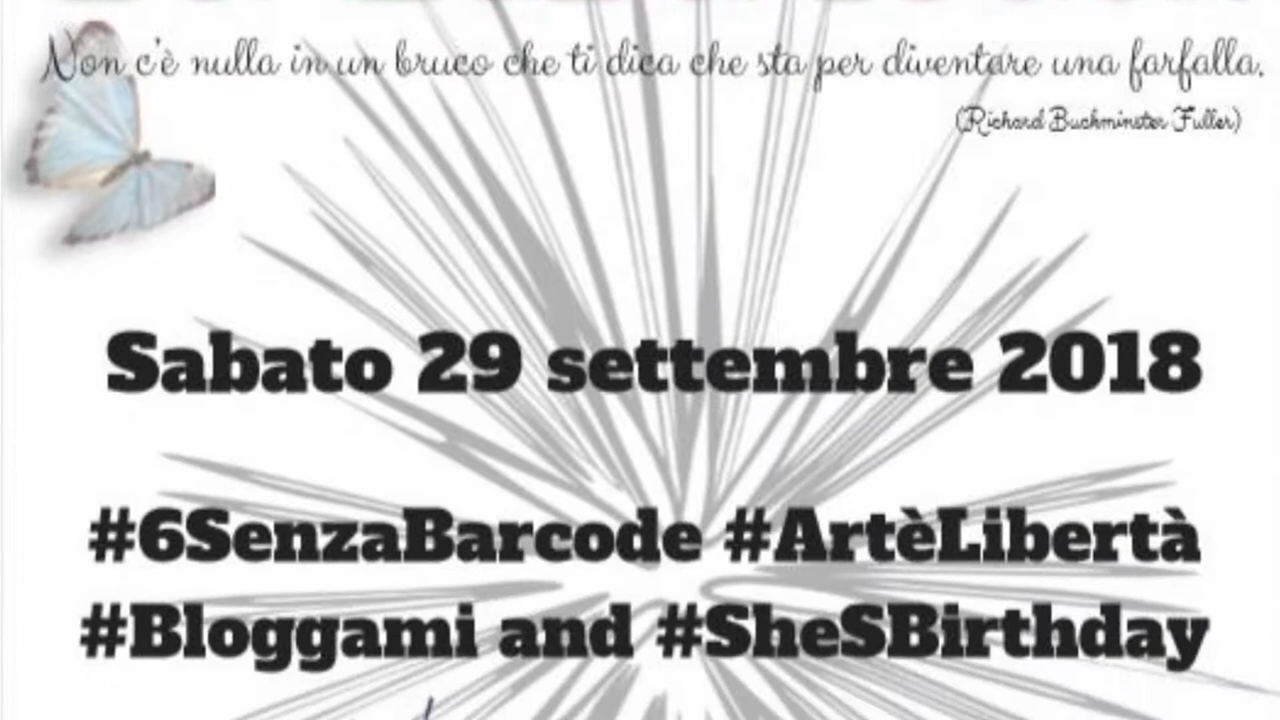 Non c'è nulla in un bruco che ti dica che sta per diventare una farfalla.
(Richard Buckminster Fuller)
Sabato 29 settembre 2018
#6SenzaBarcode #ArtèLibertà
#Bloggami and #SheSBirthday